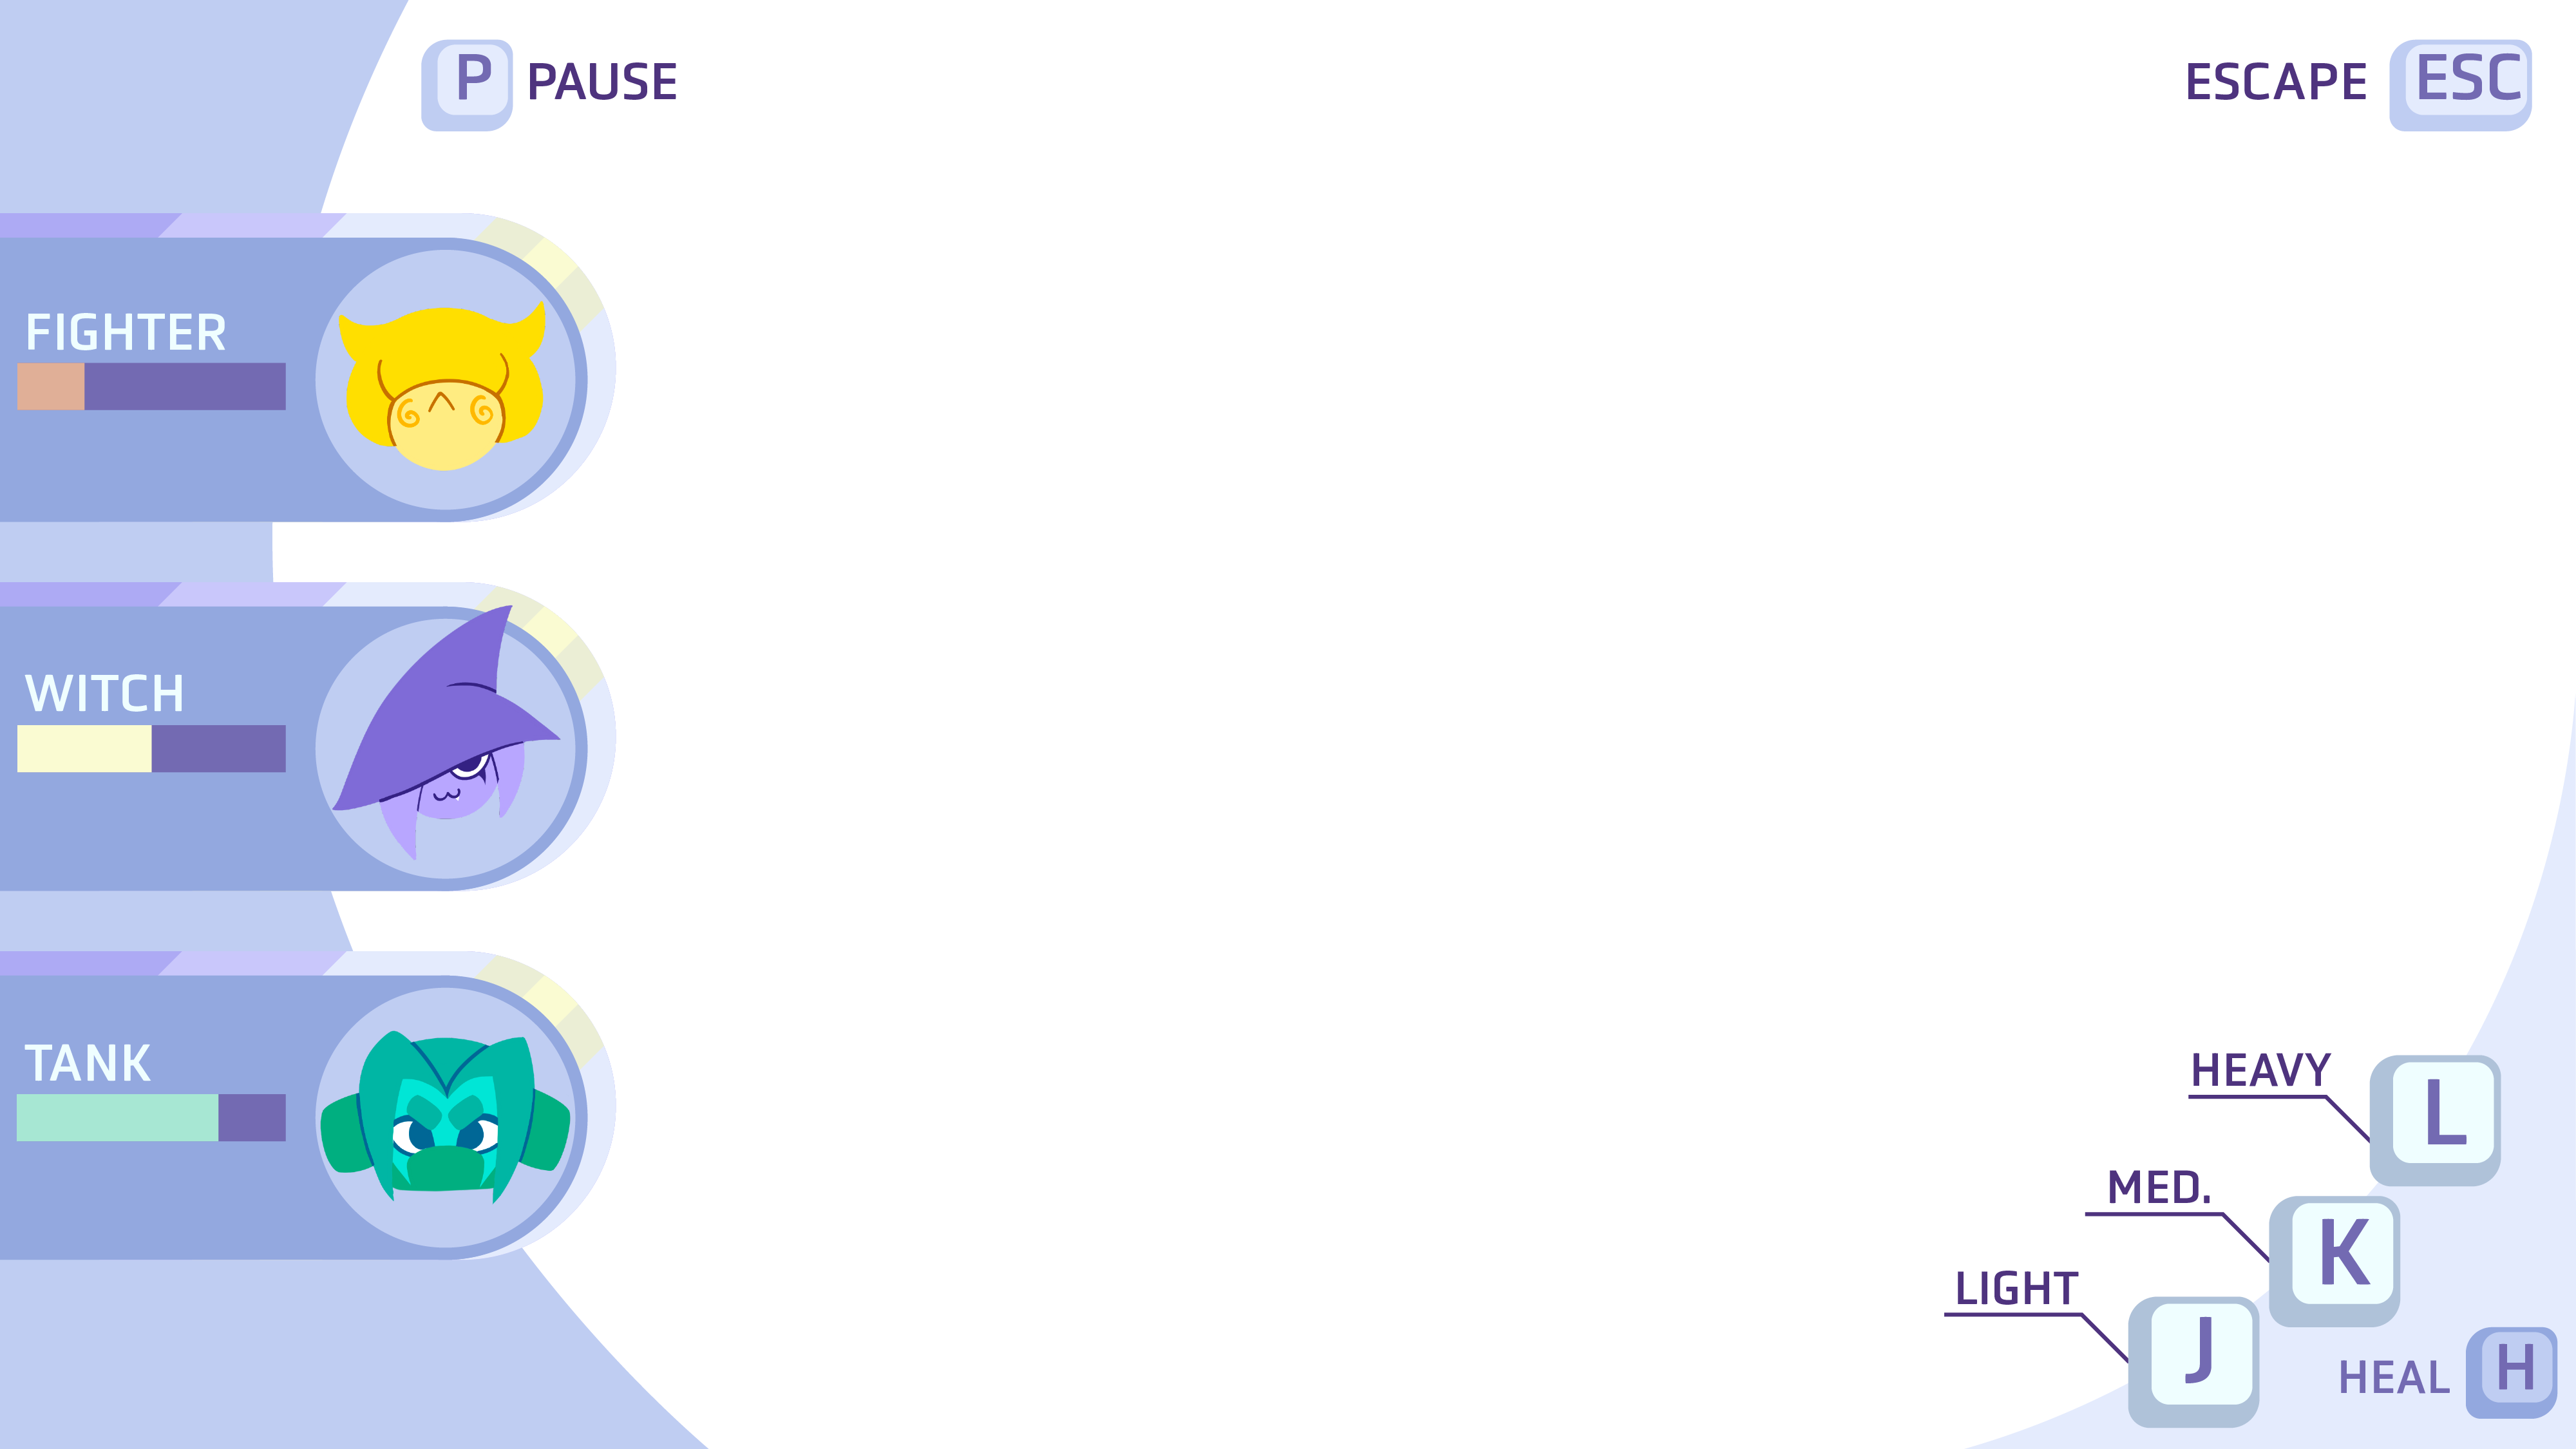 P PAUSE
ESCAPE ESC
FIGHTER
WITCH
TANK
HEAVY
L
MED.
K
LIGHT
J
HEAL H